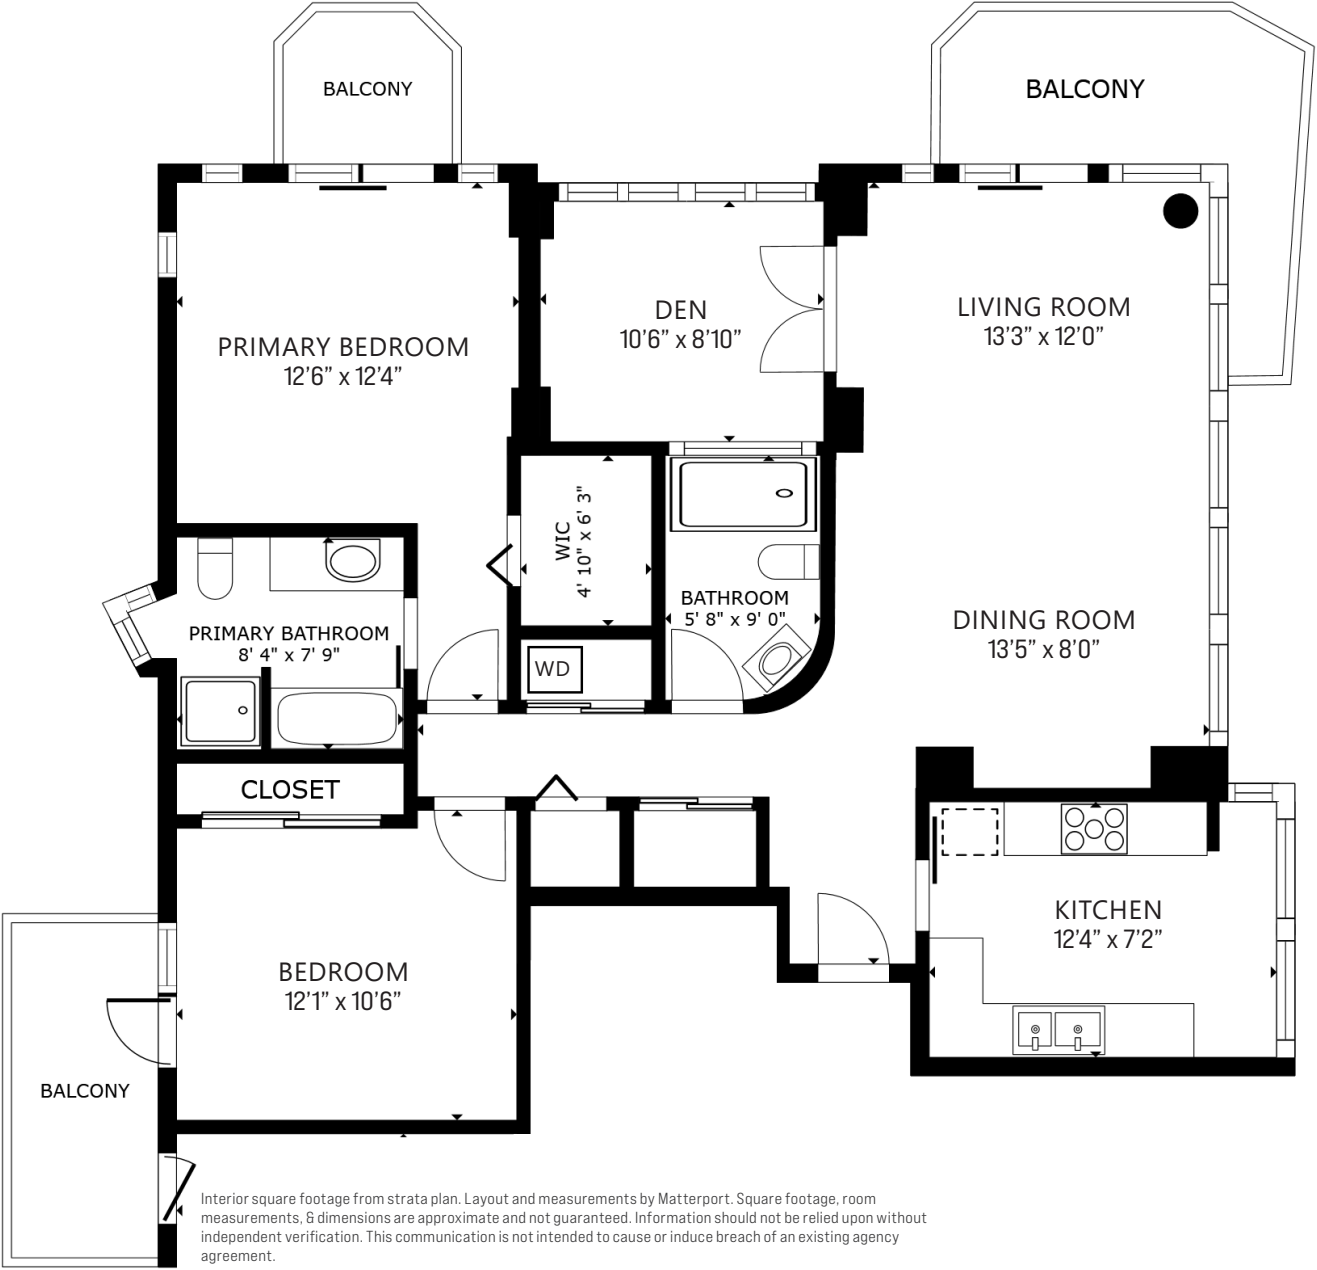 BALCONY
BALCONY
PRIMARY BEDROOM
12'6” x 12'4”
DEN
10'6” x 8'10”
LIVING ROOM
13'3” x 12'0”
WIC
4' 10" x 6' 3"
BATHROOM
5' 8" x 9' 0"
PRIMARY BATHROOM
8' 4" x 7' 9"
WD
DINING ROOM
13'5” x 8'0”
CLOSET
KITCHEN
12'4” x 7'2”
BEDROOM
12'1” x 10'6”
BALCONY
Interior square footage from strata plan. Layout and measurements by Matterport. Square footage, room
measurements, & dimensions are approximate and not guaranteed. Information should not be relied upon without
independent verification. This communication is not intended to cause or induce breach of an existing agency
agreement.